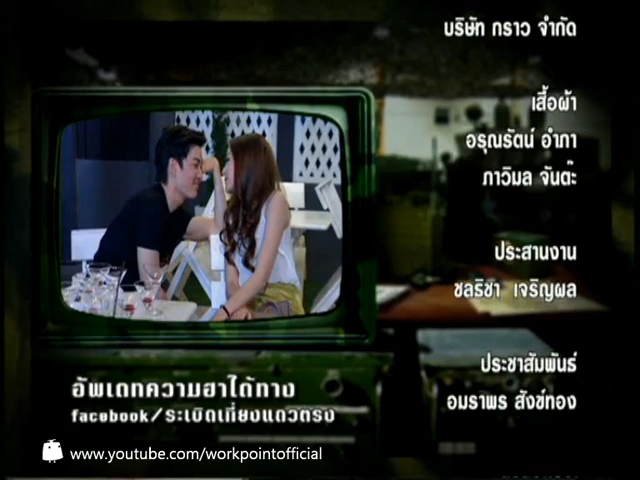 บริษัท กราว จำกัด
เสื้อผ้า
อรุณรัตน์ อำภา
ภาวิมล จันต๊ะ
ประสานงาน
ชลธิชา เจริญผล
ประชาสัมพันธ์
อมราพร สังข์ทอง
อัพเดทความฮาได้ทาง
facebook/ระเบิดเที่ยงแถวตรง
www.youtube.com/workpointofficial